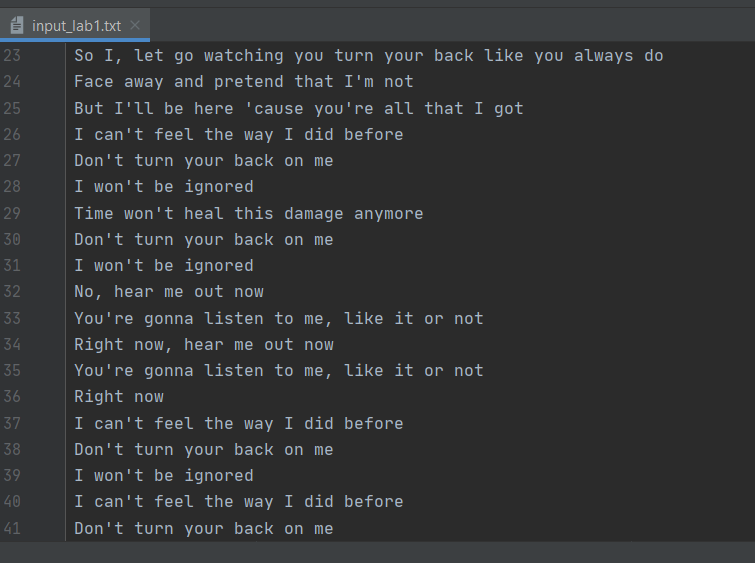 input_lab1.txt
23 So I, let go watching you turn your back like you always do
24 Face away and pretend that I'm not
25 But I'll be here 'cause you're all that I got
26 I can't feel the way I did before
27 Don't turn your back on me
28 I won't be ignored
29 Time won't heal this damage anymore
30 Don't turn your back on me
31 I won't be ignored
32 No, hear me out now
33 You're gonna listen to me, like it or not
34 Right now, hear me out now
35 You're gonna listen to me, like it or not
36 Right now
37 I can't feel the way I did before
38 Don't turn your back on me
39 I won't be ignored
40 I can't feel the way I did before
41 Don't turn your back on me